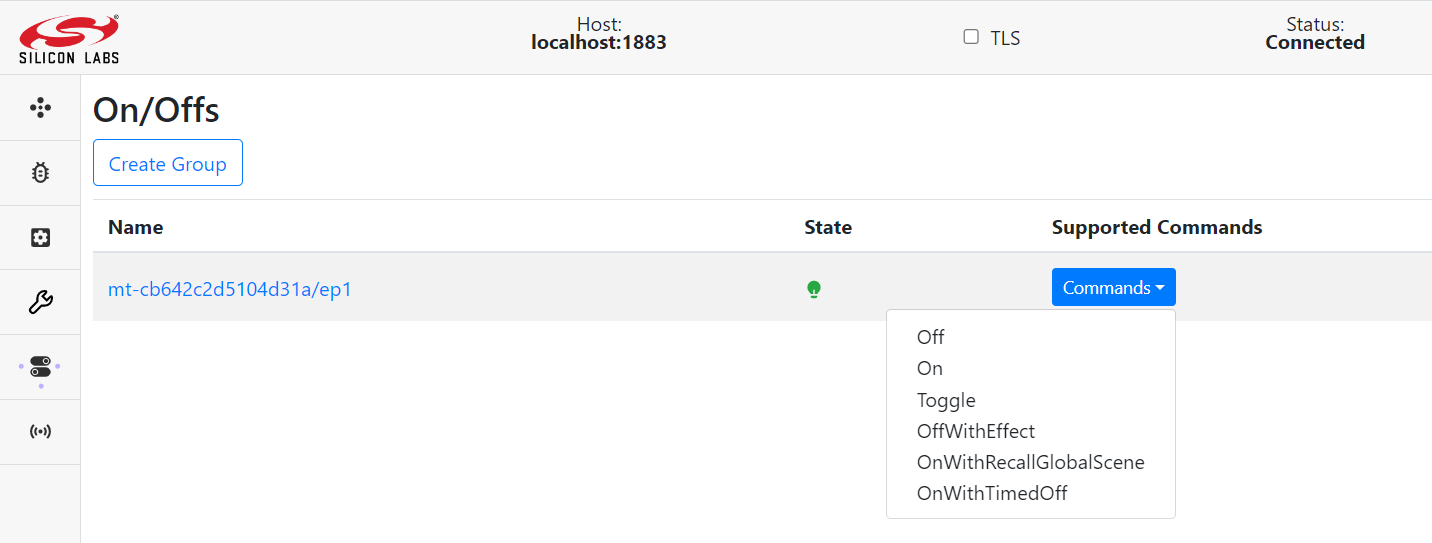 SILICON LABS
Host:
localhost:1883
TLS
Status:
Connected
On/Offs
Create Group
Name State Supported Commands
mt-cb642c2d5104d31a/ep1 Commands
Off
On
Toggle
OffWithEffect
OnWithRecallGlobalScene
OnWithTimedOff